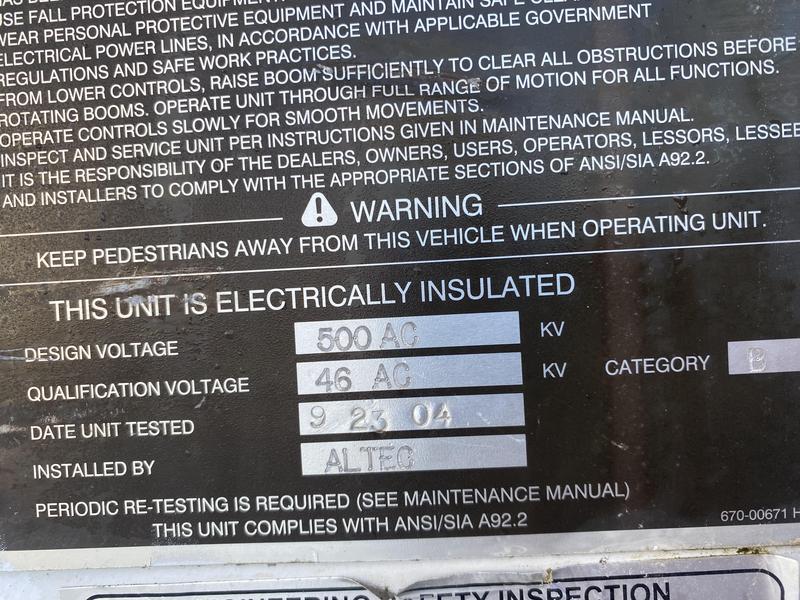 USE FALL PROTECTION EQUIPMENT
WEAR PERSONAL PROTECTIVE EQUIPMENT AND MAINTAIN SAFE
ELECTRICAL POWER LINES, IN ACCORDANCE WITH APPLICABLE GOVERNMENT
REGULATIONS AND SAFE WORK PRACTICES.
FROM LOWER CONTROLS, RAISE BOOM SUFFICIENTLY TO CLEAR ALL OBSTRUCTIONS BEFORE
ROTATING BOOMS. OPERATE UNIT THROUGH FULL RANGE OF MOTION FOR ALL FUNCTIONS.
OPERATE CONTROLS SLOWLY FOR SMOOTH MOVEMENTS.
INSPECT AND SERVICE UNIT PER INSTRUCTIONS GIVEN IN MAINTENANCE MANUAL.
IT IS THE RESPONSIBILITY OF THE DEALERS, OWNERS, USERS, OPERATORS, LESSORS, LESSEE
AND INSTALLERS TO COMPLY WITH THE APPROPRIATE SECTIONS OF ANSI/SIA A92.2.
WARNING
KEEP PEDESTRIANS AWAY FROM THIS VEHICLE WHEN OPERATING UNIT.
THIS UNIT IS ELECTRICALLY INSULATED
DESIGN VOLTAGE 500 AC KV
QUALIFICATION VOLTAGE 46 AC KV CATEGORY B
DATE UNIT TESTED 9 23 04
INSTALLED BY ALTEC
PERIODIC RE-TESTING IS REQUIRED (SEE MAINTENANCE MANUAL)
THIS UNIT COMPLIES WITH ANSI/SIA A92.2
670-00671 H
SAFETY INSPECTION